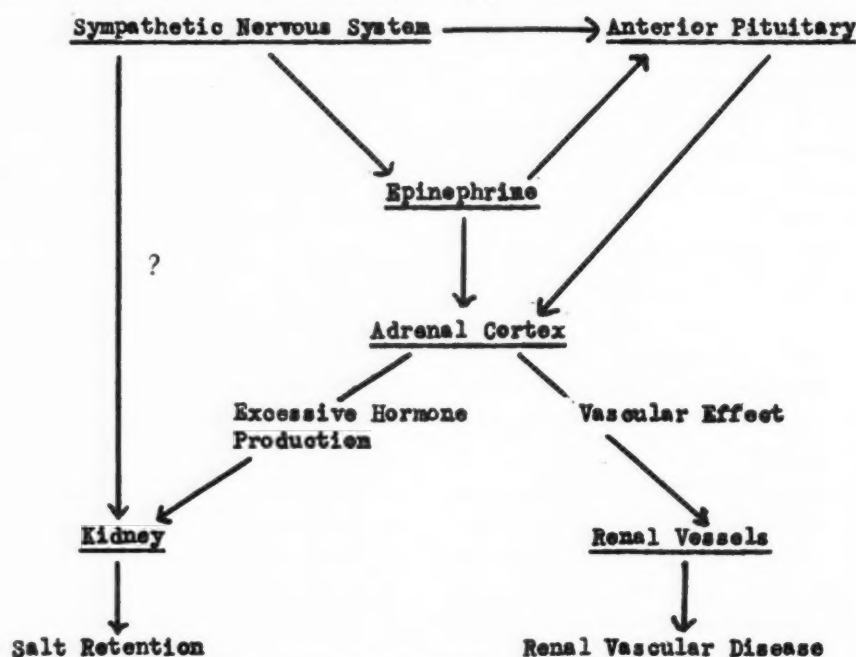 Sympathetic Nervous System
Anterior Pituitary
Epinephrine
?
Adrenal Cortex
Excessive Hormone
Production
Vascular Effect
Kidney
Renal Vessels
Salt Retention
Renal Vascular Disease